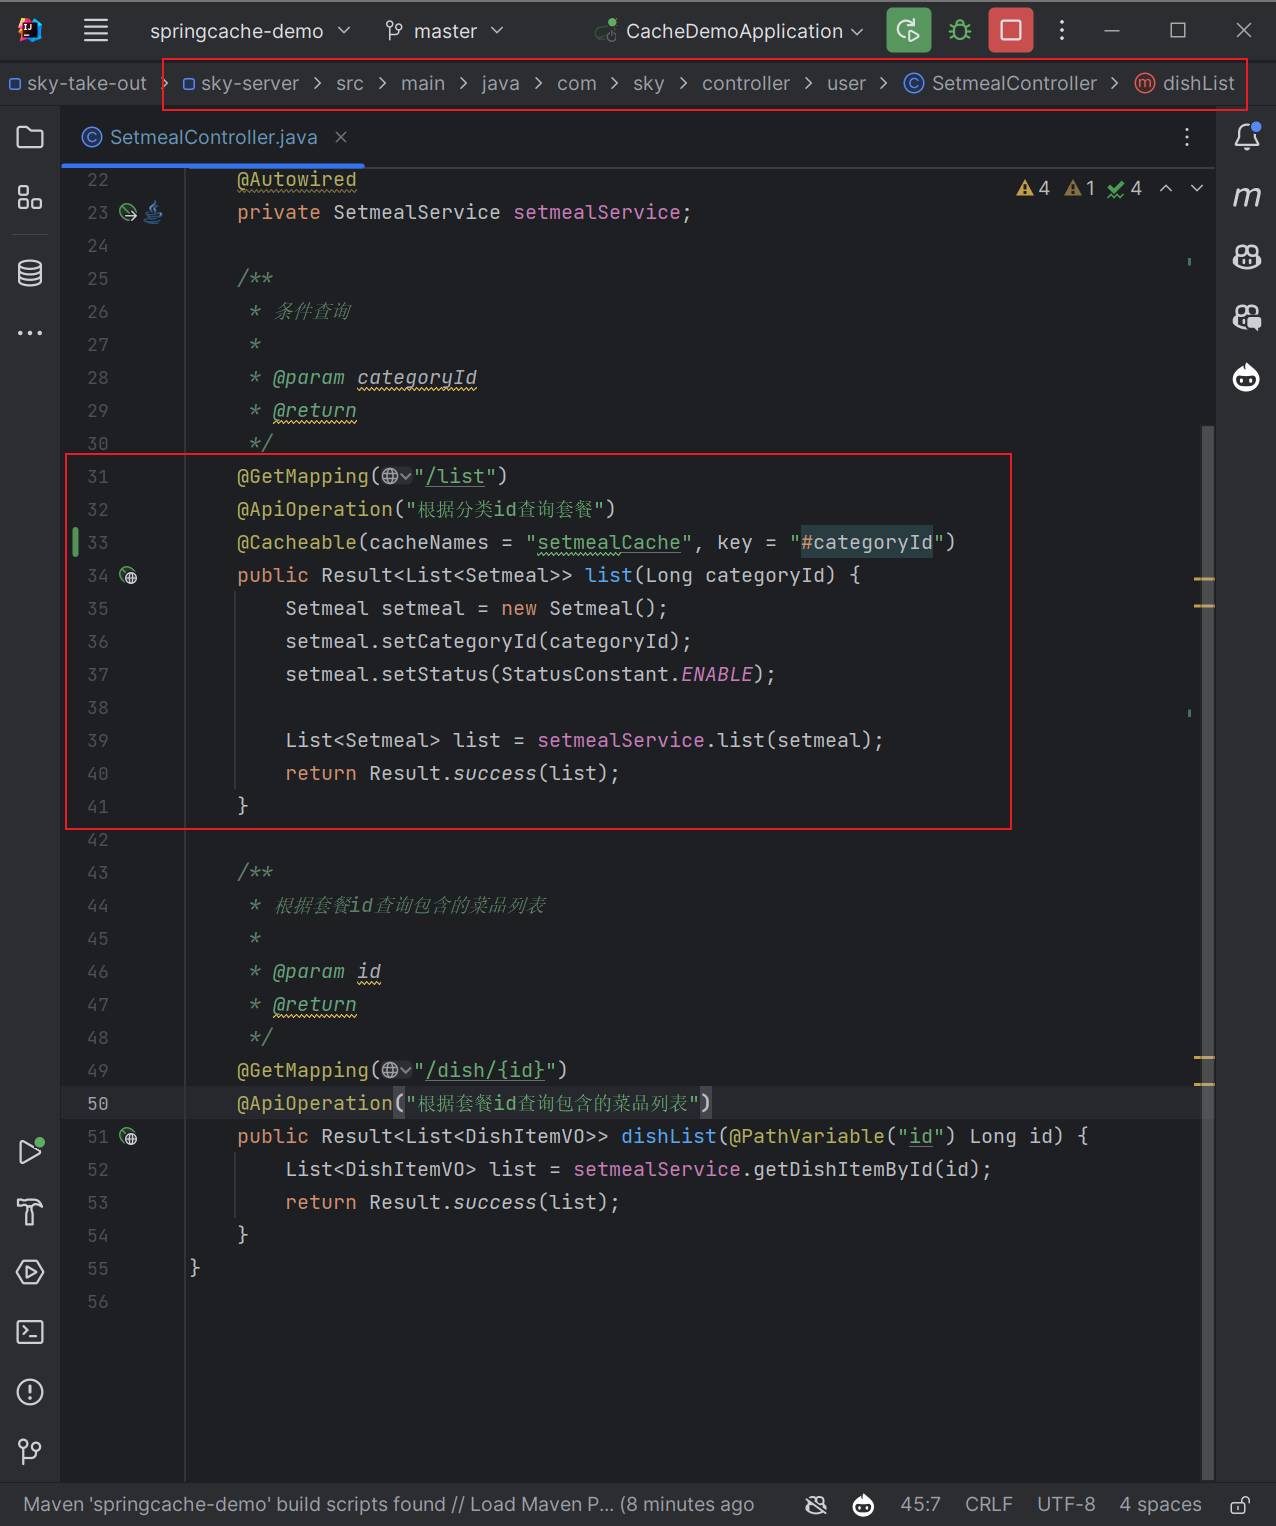 springcache-demo master CacheDemoApplication
sky-take-out sky-server src main java com sky controller user SetmealController dishList
SetmealController.java
4 1 4
22 @Autowired
23 private SetmealService setmealService;
24
25 /**
26 * 条件查询
27 *
28 * @param categoryId
29 * @return
30 */
31 @GetMapping("/list")
32 @ApiOperation("根据分类id查询套餐")
33 @Cacheable(cacheNames = "setmealCache", key = "#categoryId")
34 public Result<List<Setmeal>> list(Long categoryId) {
35 Setmeal setmeal = new Setmeal();
36 setmeal.setCategoryId(categoryId);
37 setmeal.setStatus(StatusConstant.ENABLE);
38
39 List<Setmeal> list = setmealService.list(setmeal);
40 return Result.success(list);
41 }
42
43 /**
44 * 根据套餐id查询包含的菜品列表
45 *
46 * @param id
47 * @return
48 */
49 @GetMapping("/dish/{id}")
50 @ApiOperation("根据套餐id查询包含的菜品列表")
51 public Result<List<DishItemVO>> dishList(@PathVariable("id") Long id) {
52 List<DishItemVO> list = setmealService.getDishItemById(id);
53 return Result.success(list);
54 }
55 }
56
Maven 'springcache-demo' build scripts found // Load Maven P... (8 minutes ago 45:7 CRLF UTF-8 4 spaces